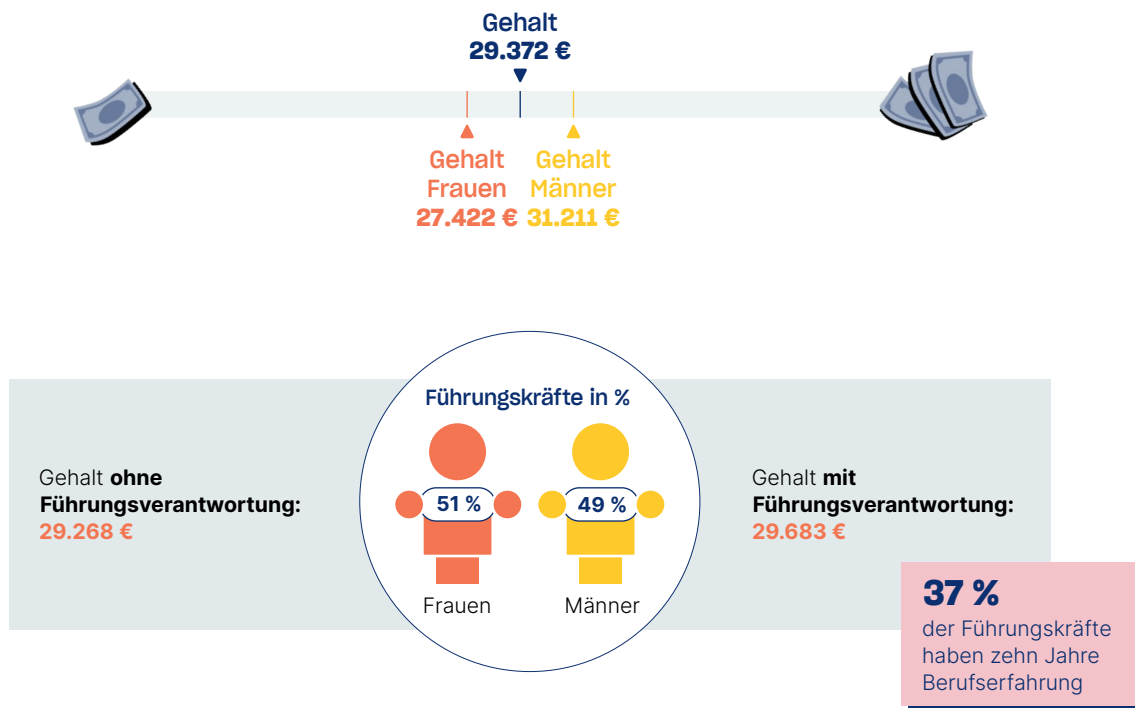 Gehalt
29.372 €
Gehalt
Frauen
27.422 €
Gehalt
Männer
31.211 €
Führungskräfte in %
51 %
49 %
Frauen
Männer
Gehalt ohne
Führungsverantwortung:
29.268 €
Gehalt mit
Führungsverantwortung:
29.683 €
37 %
der Führungskräfte
haben zehn Jahre
Berufserfahrung